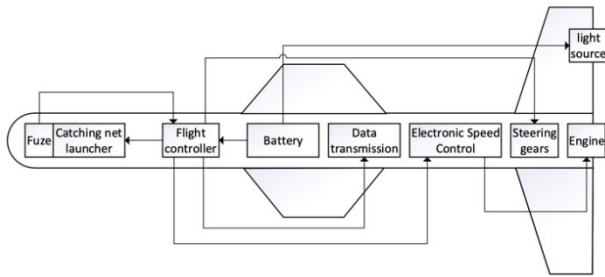 light
source
Fuze
Catching net
launcher
Flight
controller
Battery
Data
transmission
Electronic Speed
Control
Steering
gears
Engine